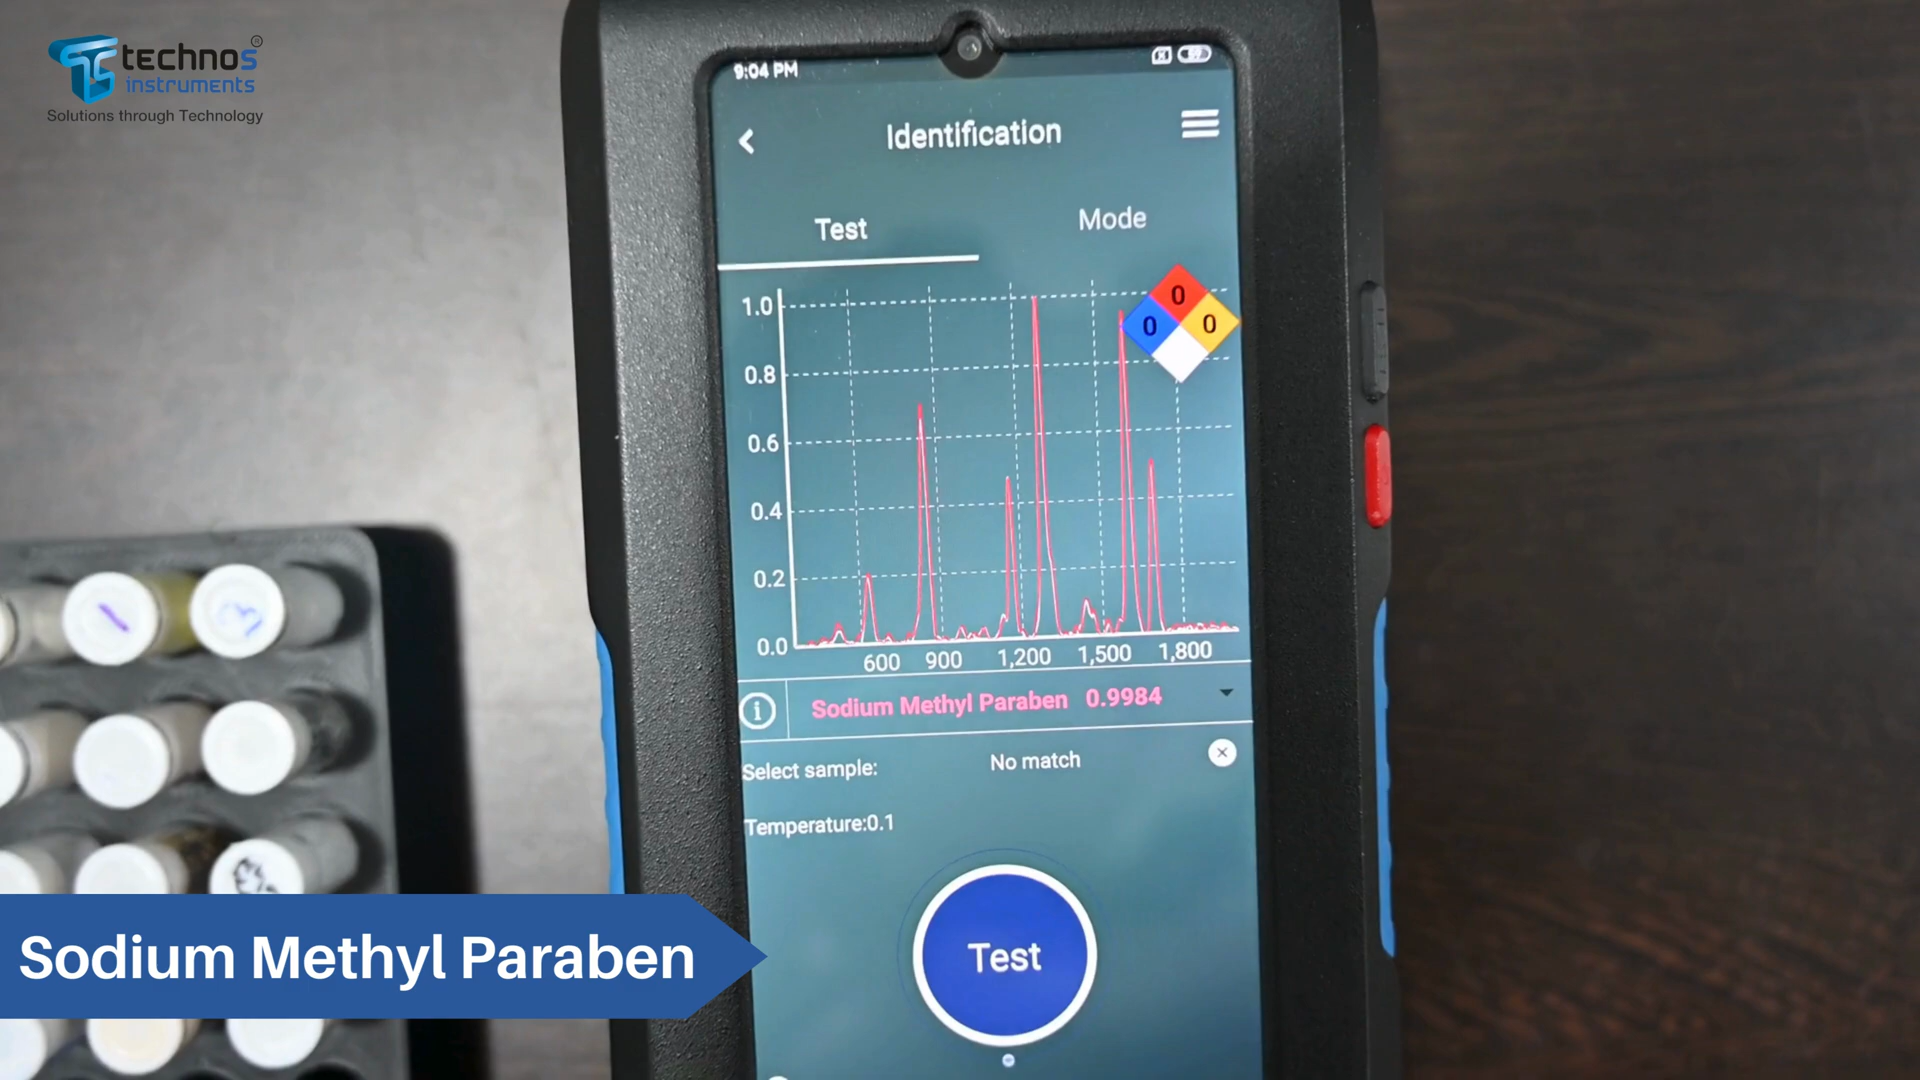 technos®
instruments
Solutions through Technology
9:04 PM
Identification
Test
Mode
1.0
0.8
0.6
0.4
0.2
0.0
600 900 1,200 1,500 1,800
0
0
0
Sodium Methyl Paraben 0.9984
Select sample: No match
Temperature:0.1
Test
Sodium Methyl Paraben